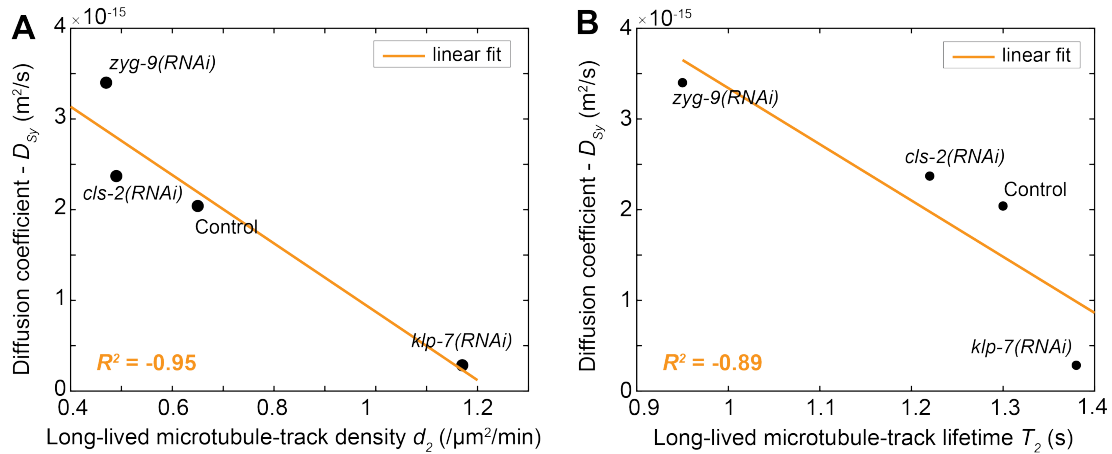 A
×10⁻¹⁵
4
3
2
1
0
0.4
0.6
0.8
1
1.2
Diffusion coefficient - D_Sy (m²/s)
Long-lived microtubule-track density d₂ (/µm²/min)
linear fit
zyg-9(RNAi)
cls-2(RNAi)
Control
klp-7(RNAi)
R² = -0.95
B
×10⁻¹⁵
4
3
2
1
0
0.9
1
1.1
1.2
1.3
1.4
Diffusion coefficient - D_Sy (m²/s)
Long-lived microtubule-track lifetime T₂ (s)
linear fit
zyg-9(RNAi)
cls-2(RNAi)
Control
klp-7(RNAi)
R² = -0.89